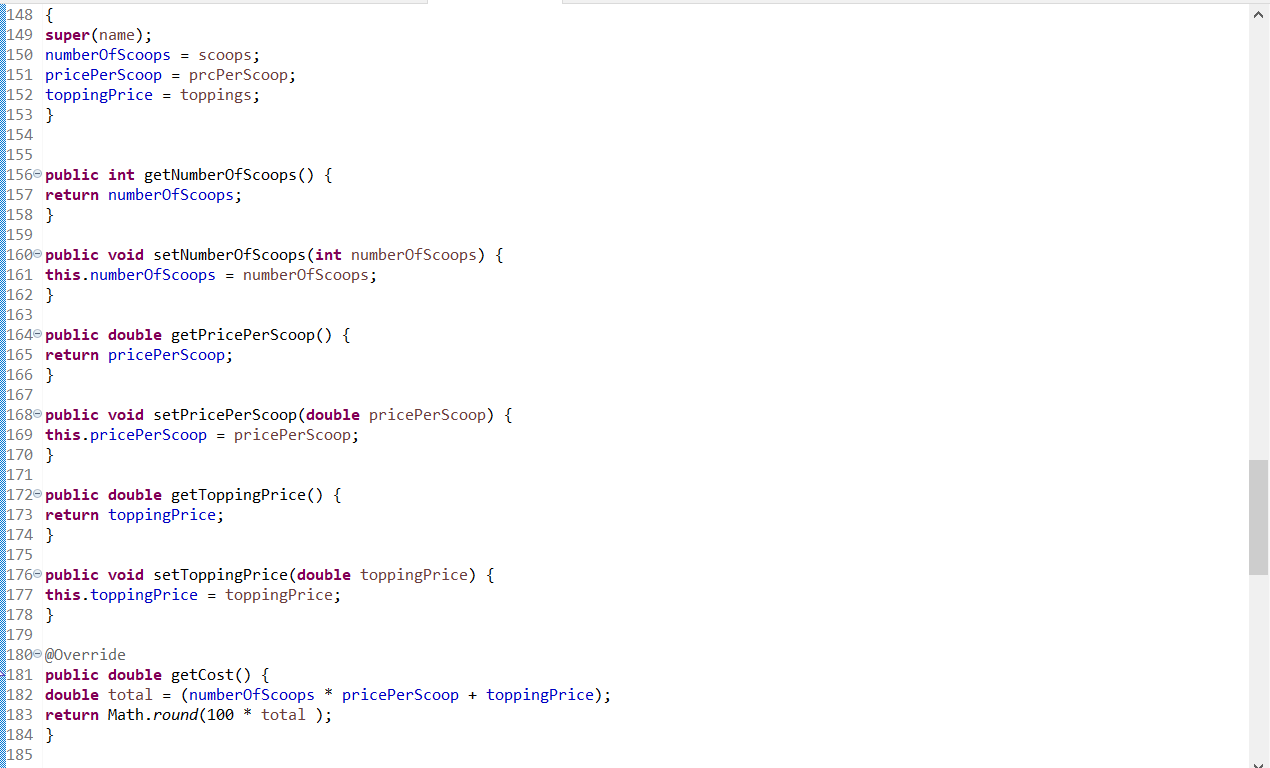 148 {
149 super(name);
150 numberOfScoops = scoops;
151 pricePerScoop = prcPerScoop;
152 toppingPrice = toppings;
153 }
154
155
156 public int getNumberOfScoops() {
157 return numberOfScoops;
158 }
159
160 public void setNumberOfScoops(int numberOfScoops) {
161 this.numberOfScoops = numberOfScoops;
162 }
163
164 public double getPricePerScoop() {
165 return pricePerScoop;
166 }
167
168 public void setPricePerScoop(double pricePerScoop) {
169 this.pricePerScoop = pricePerScoop;
170 }
171
172 public double getToppingPrice() {
173 return toppingPrice;
174 }
175
176 public void setToppingPrice(double toppingPrice) {
177 this.toppingPrice = toppingPrice;
178 }
179
180 @Override
181 public double getCost() {
182 double total = (numberOfScoops * pricePerScoop + toppingPrice);
183 return Math.round(100 * total );
184 }
185